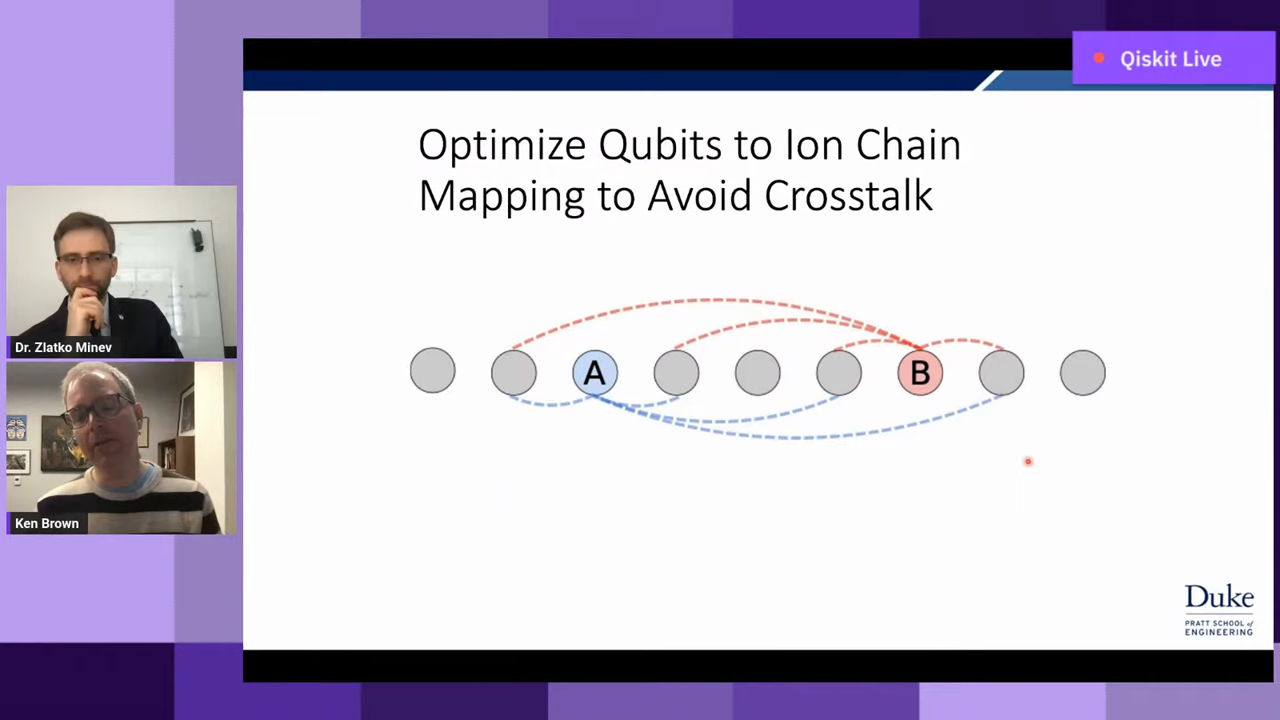 Qiskit Live
Optimize Qubits to Ion Chain
Mapping to Avoid Crosstalk
A
B
Dr. Zlatko Minev
Ken Brown
Duke
PRATT SCHOOL of
ENGINEERING